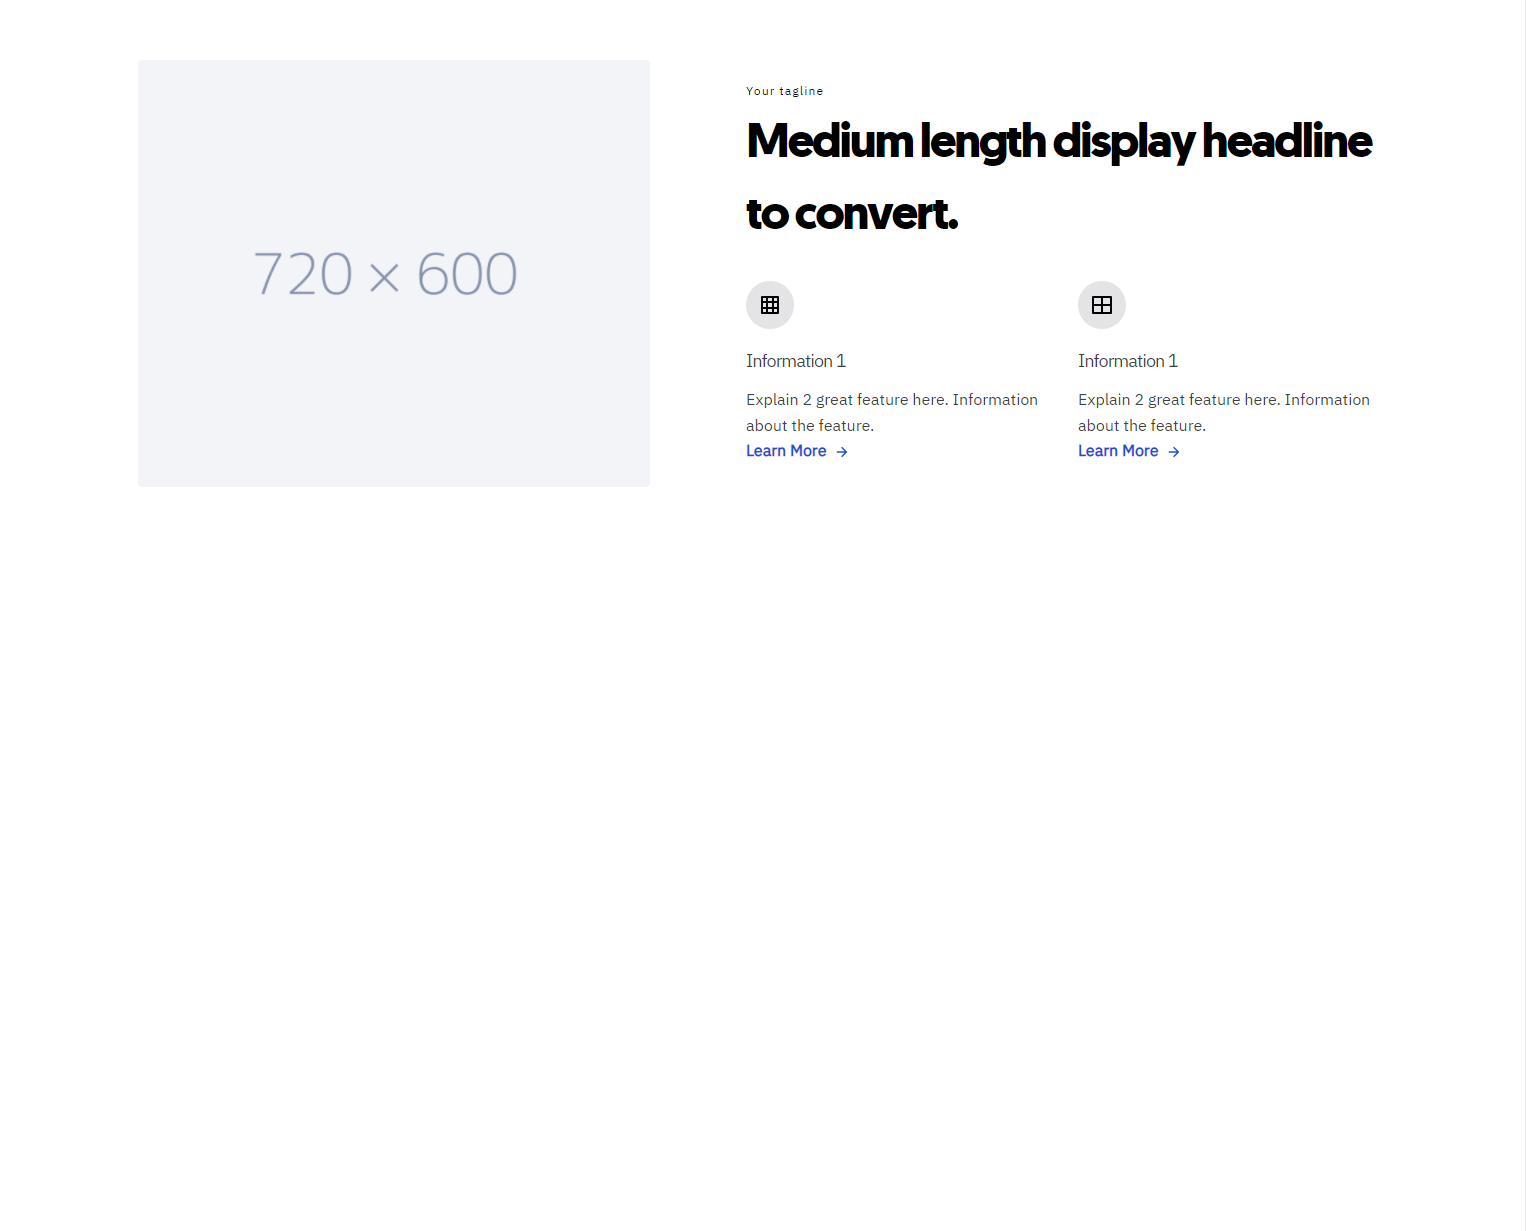 720 × 600
Your tagline
Medium length display headline
to convert.
Information 1
Explain 2 great feature here. Information
about the feature.
Learn More →
Information 1
Explain 2 great feature here. Information
about the feature.
Learn More →